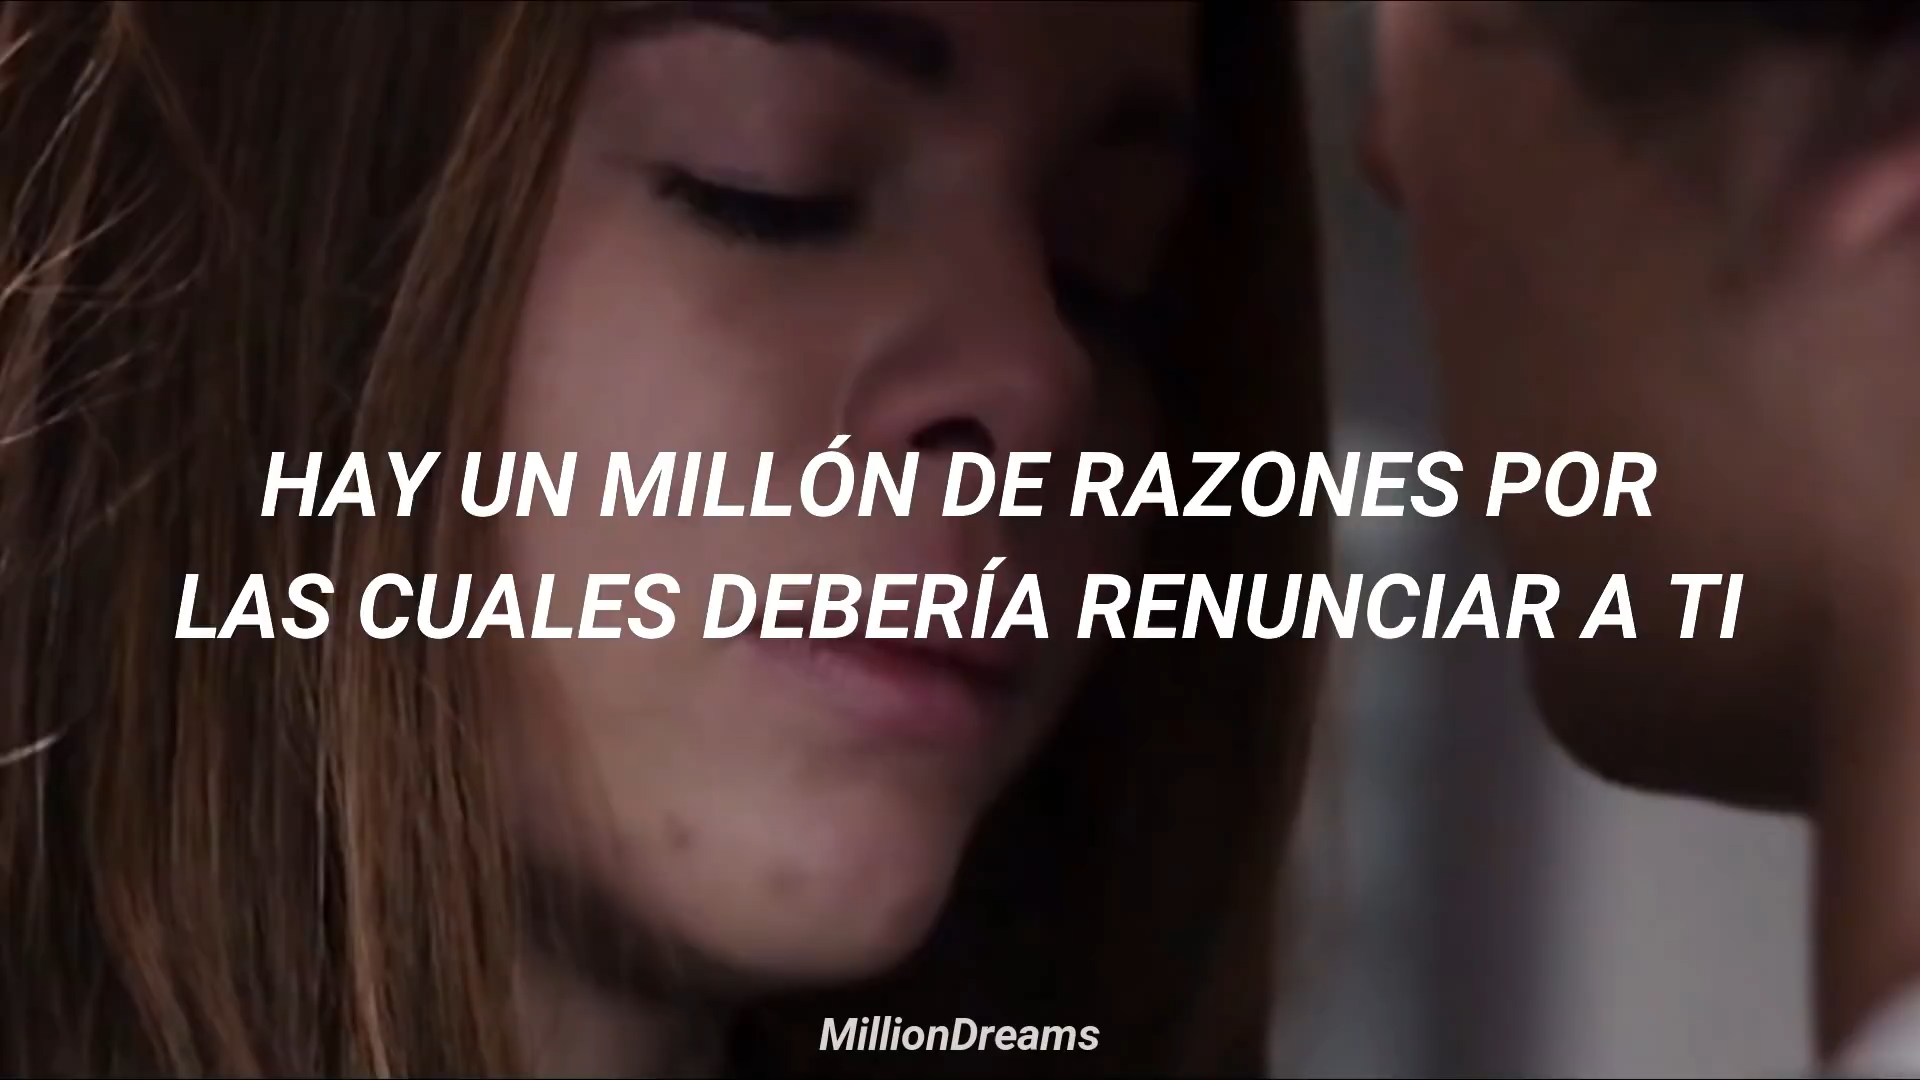 HAY UN MILLÓN DE RAZONES POR
LAS CUALES DEBERÍA RENUNCIAR A TI
MillionDreams